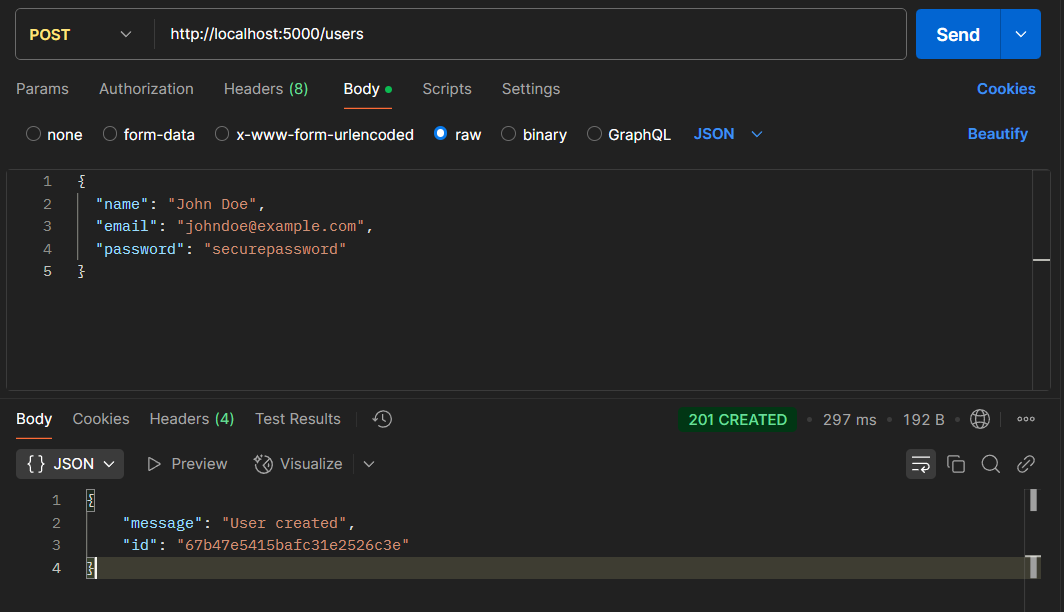 POST http://localhost:5000/users Send
Params Authorization Headers (8) Body Scripts Settings Cookies
none form-data x-www-form-urlencoded raw binary GraphQL JSON Beautify
1 {
2 "name": "John Doe",
3 "email": "johndoe@example.com",
4 "password": "securepassword"
5 }
Body Cookies Headers (4) Test Results 201 CREATED 297 ms 192 B
{} JSON Preview Visualize
1 {
2 "message": "User created",
3 "id": "67b47e5415bafc31e2526c3e"
4 }